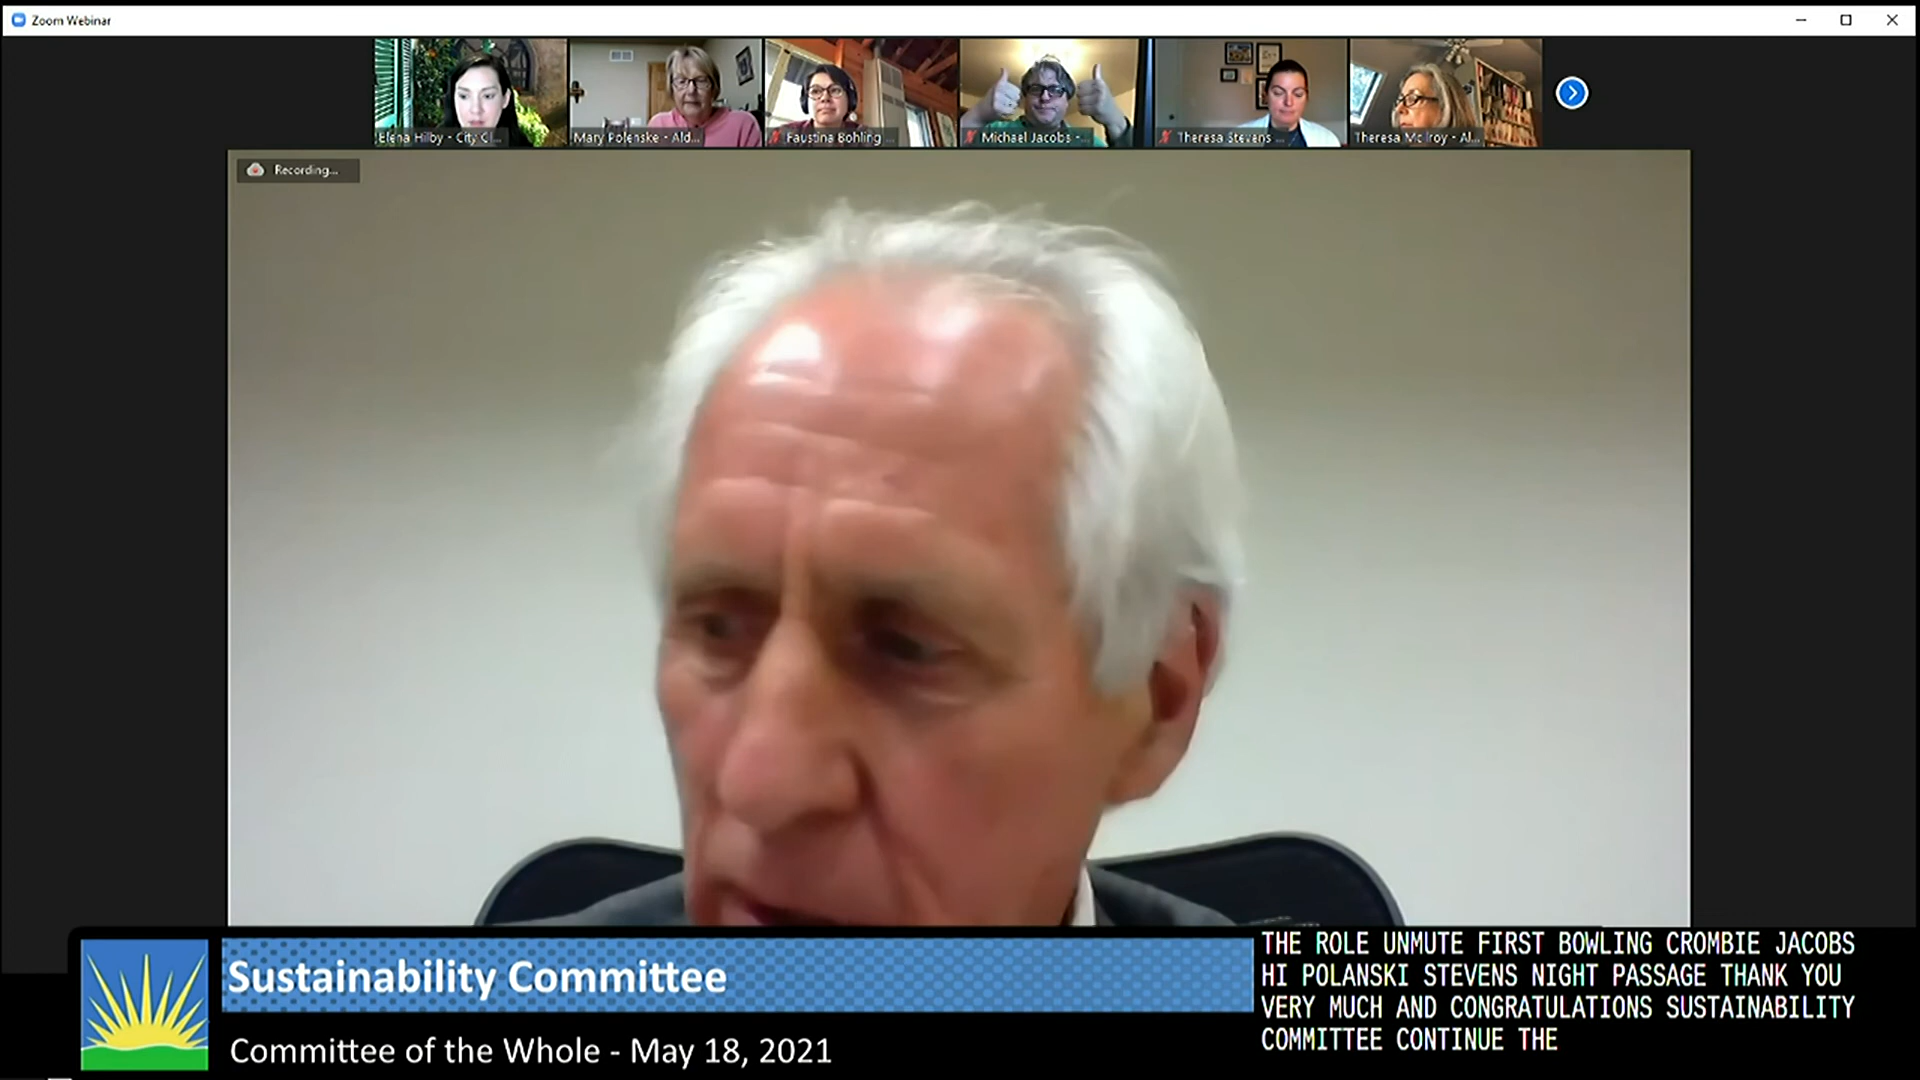 Zoom Webinar
Elena Hilby - City Cl...
Mary Polenske - Ald...
Faustina Bohling ...
Michael Jacobs - ...
Theresa Stevens ...
Theresa McIlroy - Al...
Recording...
Sustainability Committee
Committee of the Whole - May 18, 2021
THE ROLE UNMUTE FIRST BOWLING CROMBIE JACOBS
HI POLANSKI STEVENS NIGHT PASSAGE THANK YOU
VERY MUCH AND CONGRATULATIONS SUSTAINABILITY
COMMITTEE CONTINUE THE